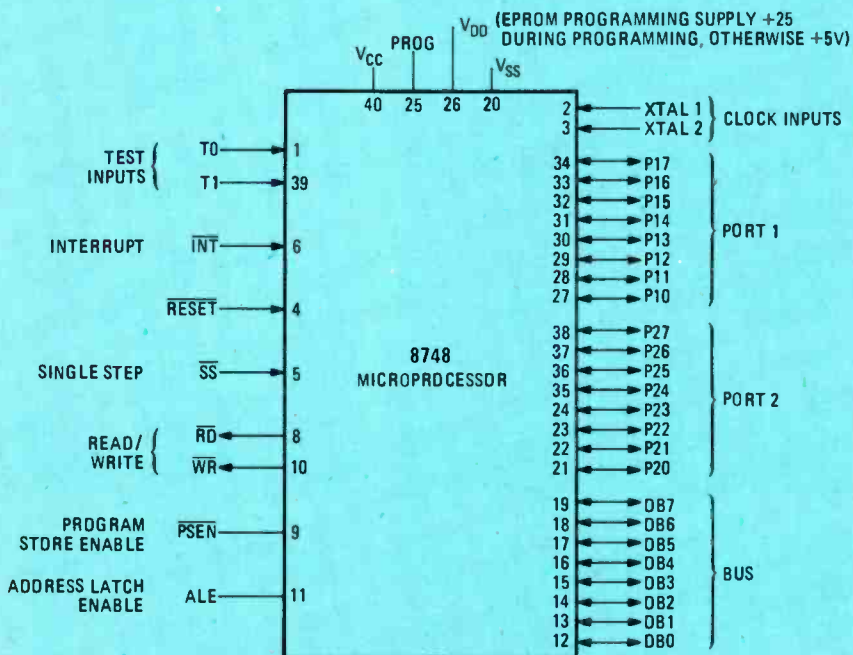 VDD (EPROM PROGRAMMING SUPPLY +25
DURING PROGRAMMING, OTHERWISE +5V)
VCC PROG VSS
40 25 26 20
2 XTAL 1
3 XTAL 2
CLOCK INPUTS
TEST
INPUTS
T0 1
T1 39
INTERRUPT INT 6
RESET 4
SINGLE STEP SS 5
READ/
WRITE
RD 8
WR 10
PROGRAM
STORE ENABLE
PSEN 9
ADDRESS LATCH
ENABLE
ALE 11
8748
MICROPRDCESSDR
34 P17
33 P16
32 P15
31 P14
30 P13
29 P12
28 P11
27 P10
PORT 1
38 P27
37 P26
36 P25
35 P24
24 P23
23 P22
22 P21
21 P20
PORT 2
19 DB7
18 DB6
17 DB5
16 DB4
15 DB3
14 DB2
13 DB1
12 DB0
BUS